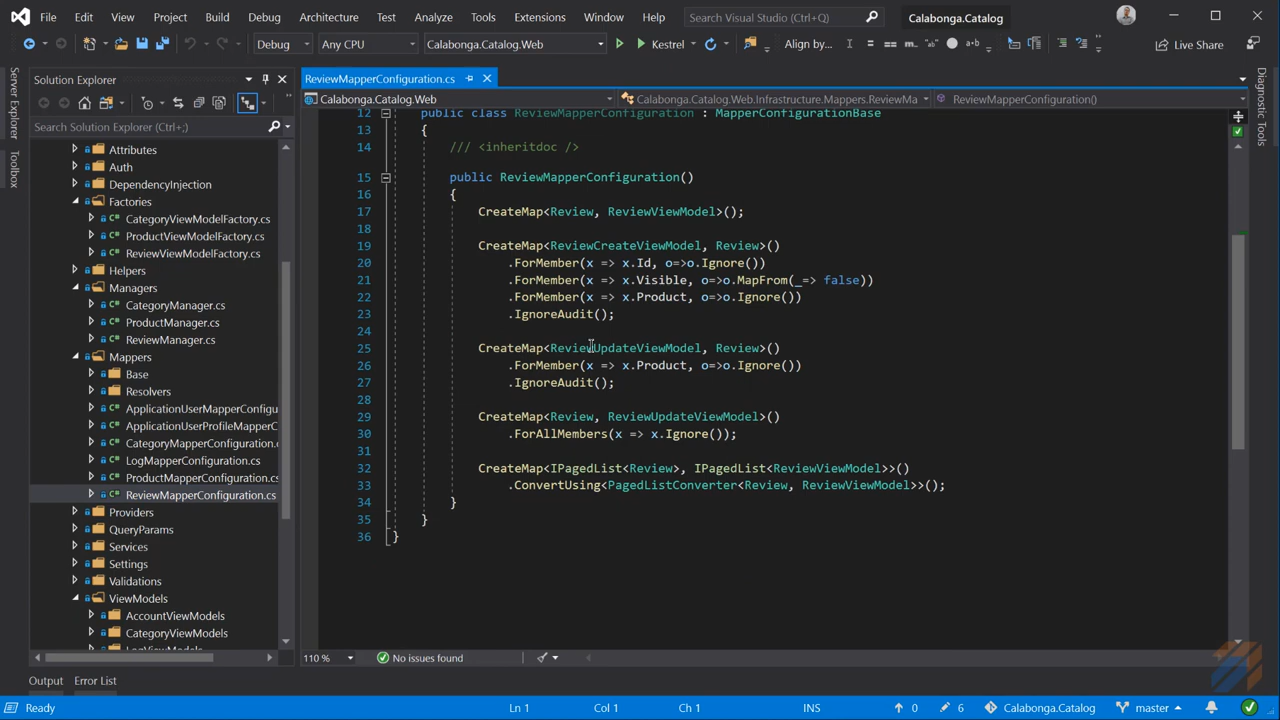 File Edit View Project Build Debug Architecture Test Analyze Tools Extensions Window Help Search Visual Studio (Ctrl+Q) Calabonga.Catalog
Debug Any CPU Calabonga.Catalog.Web Kestrel Align by... Live Share
Server Explorer
Toolbox
Solution Explorer
Search Solution Explorer (Ctrl+;)
Attributes
Auth
DependencyInjection
Factories
CategoryViewModelFactory.cs
ProductViewModelFactory.cs
ReviewViewModelFactory.cs
Helpers
Managers
CategoryManager.cs
ProductManager.cs
ReviewManager.cs
Mappers
Base
Resolvers
ApplicationUserMapperConfigu
ApplicationUserProfileMapperC
CategoryMapperConfiguration.c
LogMapperConfiguration.cs
ProductMapperConfiguration.cs
ReviewMapperConfiguration.cs
Providers
QueryParams
Services
Settings
Validations
ViewModels
AccountViewModels
CategoryViewModels
LogViewModels
ReviewMapperConfiguration.cs
Calabonga.Catalog.Web Calabonga.Catalog.Web.Infrastructure.Mappers.ReviewMa ReviewMapperConfiguration()
12 public class ReviewMapperConfiguration : MapperConfigurationBase
13 {
14 /// <inheritdoc />
15 public ReviewMapperConfiguration()
16 {
17 CreateMap<Review, ReviewViewModel>();
18
19 CreateMap<ReviewCreateViewModel, Review>()
20 .ForMember(x => x.Id, o=>o.Ignore())
21 .ForMember(x => x.Visible, o=>o.MapFrom(_=> false))
22 .ForMember(x => x.Product, o=>o.Ignore())
23 .IgnoreAudit();
24
25 CreateMap<ReviewUpdateViewModel, Review>()
26 .ForMember(x => x.Product, o=>o.Ignore())
27 .IgnoreAudit();
28
29 CreateMap<Review, ReviewUpdateViewModel>()
30 .ForAllMembers(x => x.Ignore());
31
32 CreateMap<IPagedList<Review>, IPagedList<ReviewViewModel>>()
33 .ConvertUsing<PagedListConverter<Review, ReviewViewModel>>();
34 }
35 }
36 }
Diagnostic Tools
110 % No issues found
Output Error List
Ready Ln 1 Col 1 Ch 1 INS 0 6 Calabonga.Catalog master